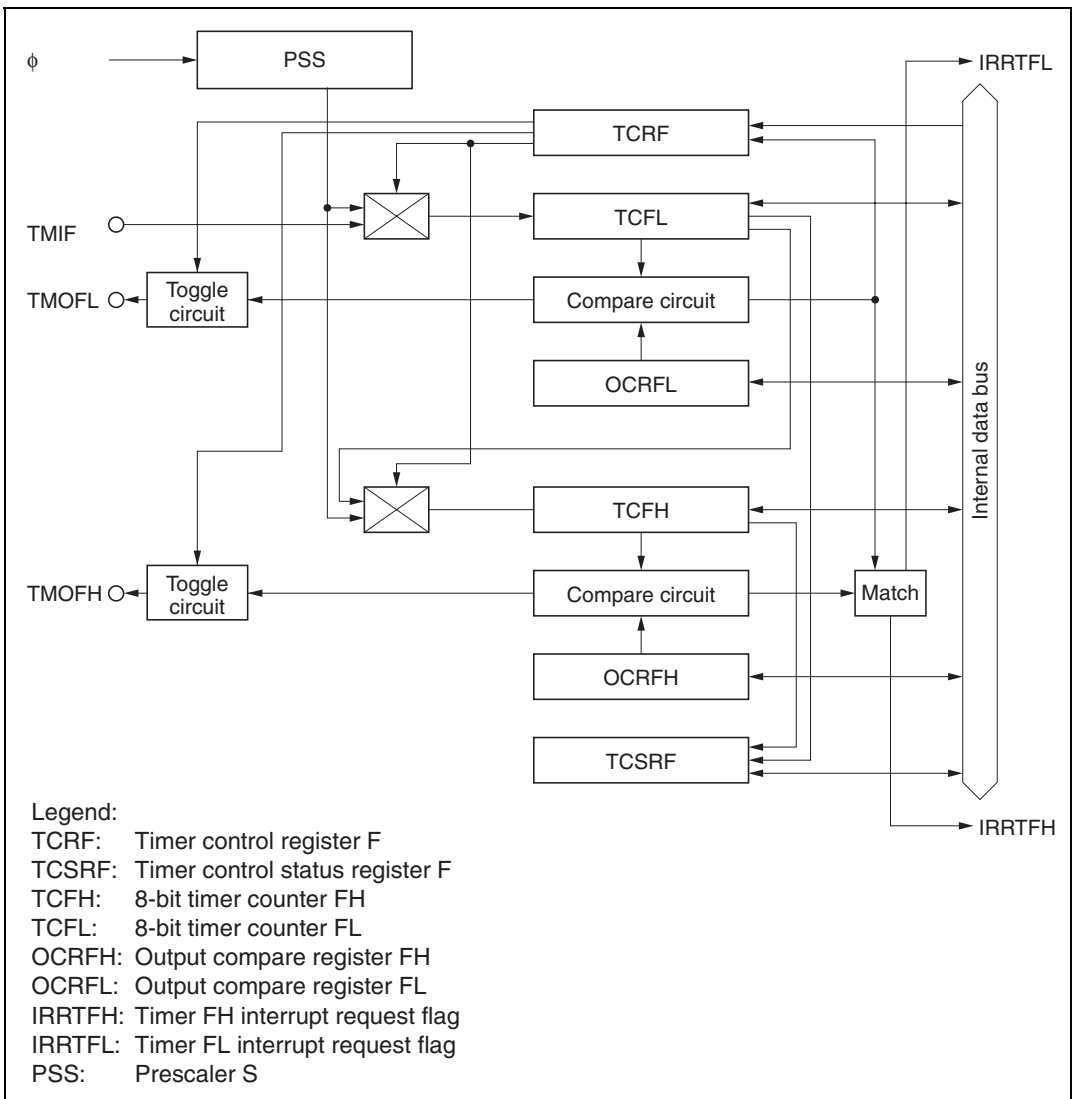 ϕ
PSS
IRRTFL
TCRF
TMIF
TCFL
TMOFL
Toggle
circuit
Compare circuit
OCRFL
Internal data bus
TCFH
TMOFH
Toggle
circuit
Compare circuit
Match
OCRFH
TCSRF
IRRTFH
Legend:
TCRF: Timer control register F
TCSRF: Timer control status register F
TCFH: 8-bit timer counter FH
TCFL: 8-bit timer counter FL
OCRFH: Output compare register FH
OCRFL: Output compare register FL
IRRTFH: Timer FH interrupt request flag
IRRTFL: Timer FL interrupt request flag
PSS: Prescaler S